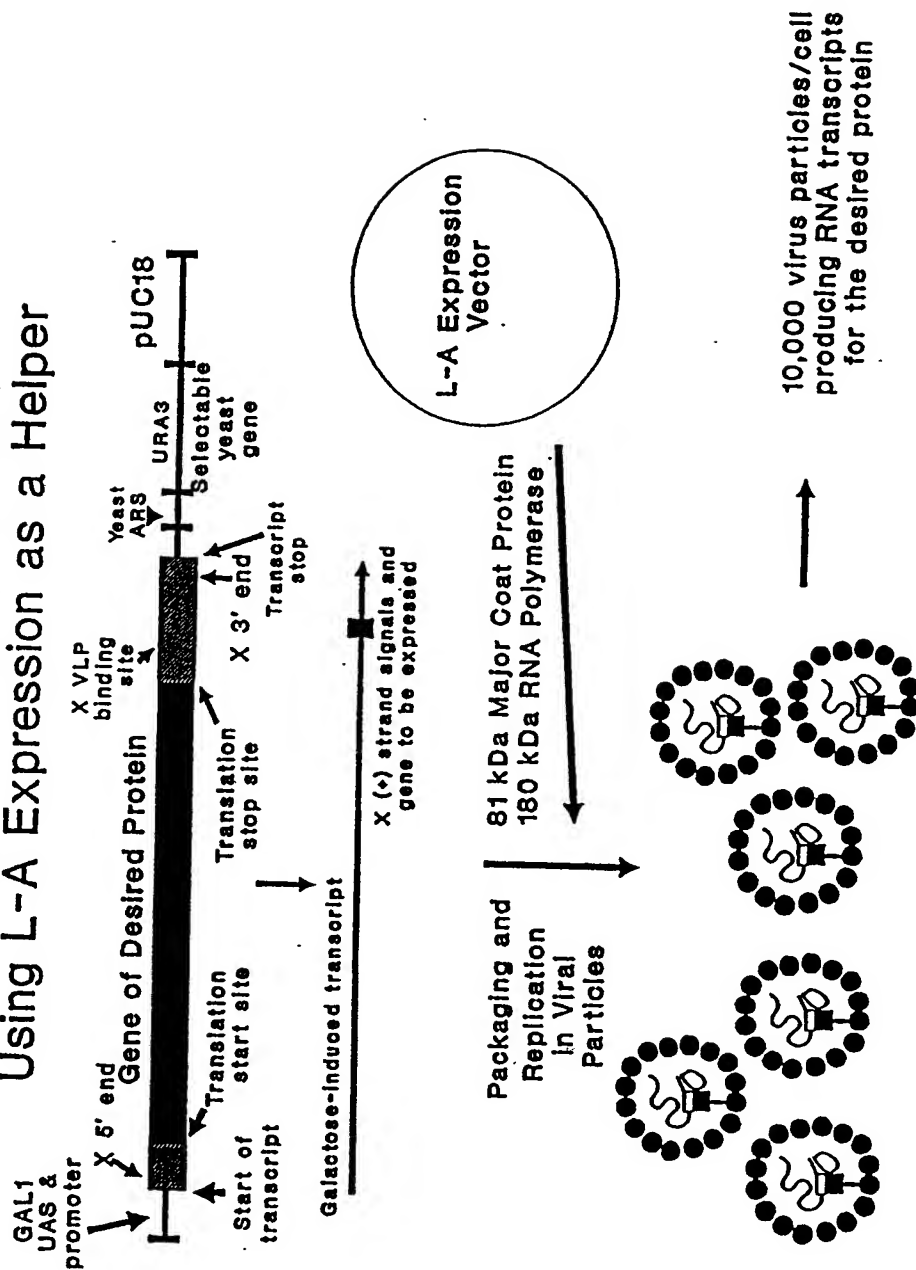 Using L-A Expression as a Helper
GAL1
UAS &
promoter
X 5' end
Gene of Desired Protein
X VLP
binding
site
Yeast
ARS
URA3
pUC18
Selectable
yeast
gene
Start of
transcript
Translation
start site
Translation
stop site
X 3' end
Transcript
stop
Galactose-induced transcript
X (+) strand signals and
gene to be expressed
L-A Expression
Vector
Packaging and
Replication
in Viral
Particles
81 kDa Major Coat Protein
180 kDa RNA Polymerase
10,000 virus particles/cell
producing RNA transcripts
for the desired protein